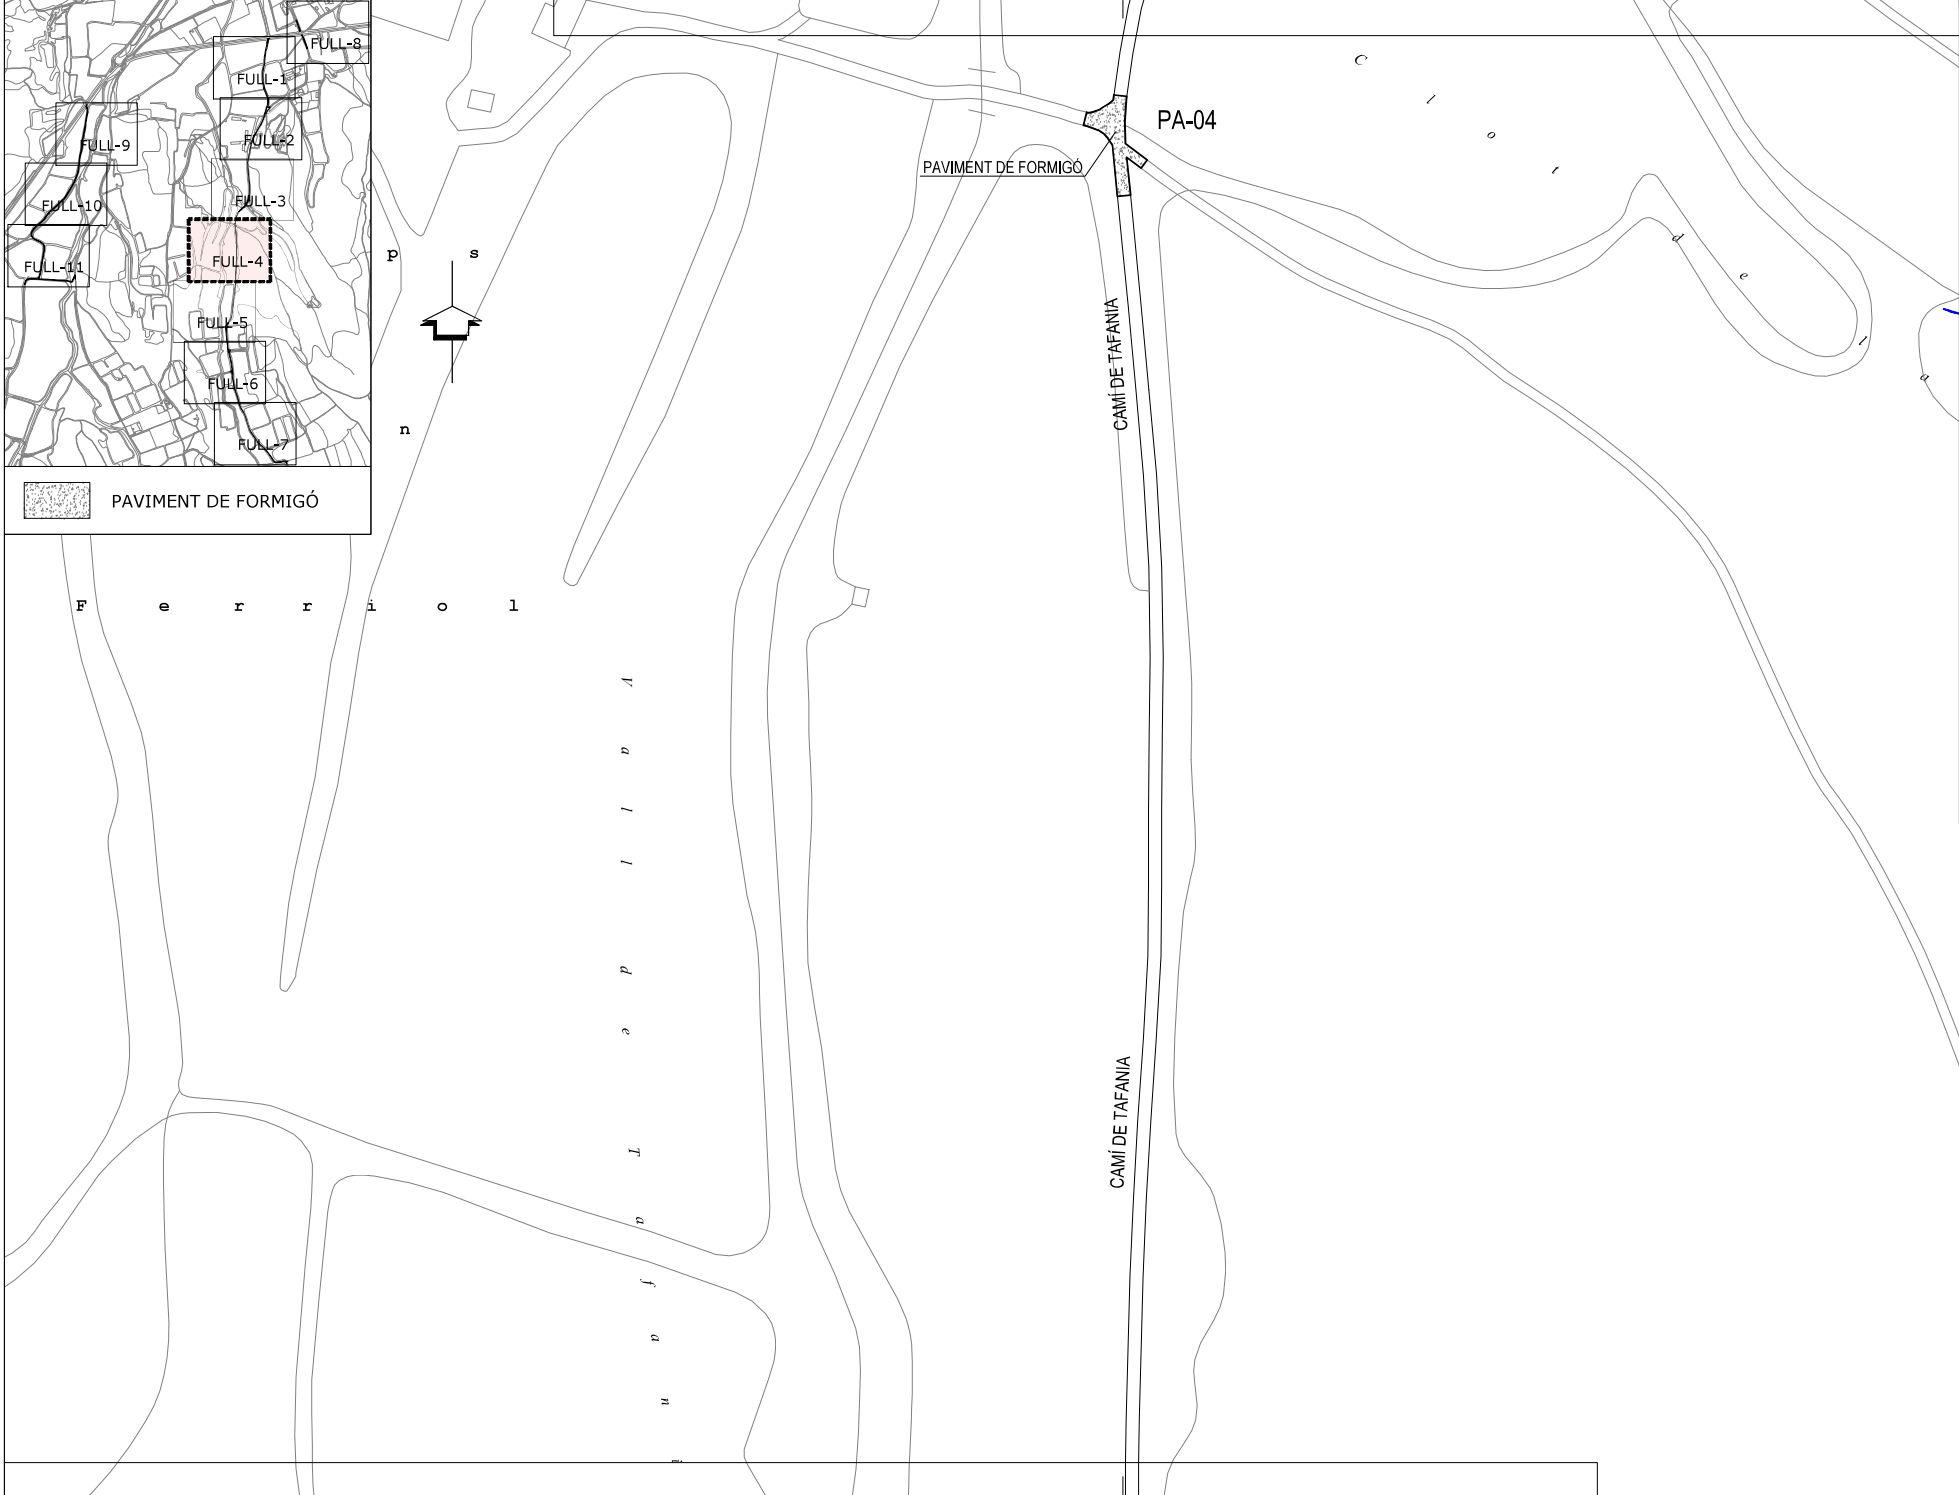 FULL-8
FULL-1
FULL-2
FULL-9
FULL-3
FULL-10
FULL-4
FULL-11
FULL-5
FULL-6
FULL-7
PAVIMENT DE FORMIGÓ
PA-04
PAVIMENT DE FORMIGÓ
C l o t d e l a
p s
n
F e r r i o l
CAMÍ DE TAFANIA
V a l l d e T a f a n
CAMÍ DE TAFANIA